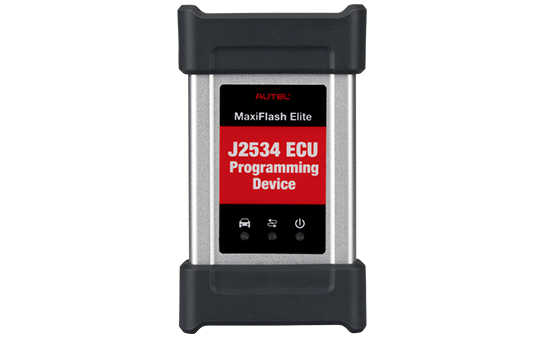 AUTEL
MaxiFlash Elite
J2534 ECU
Programming
Device